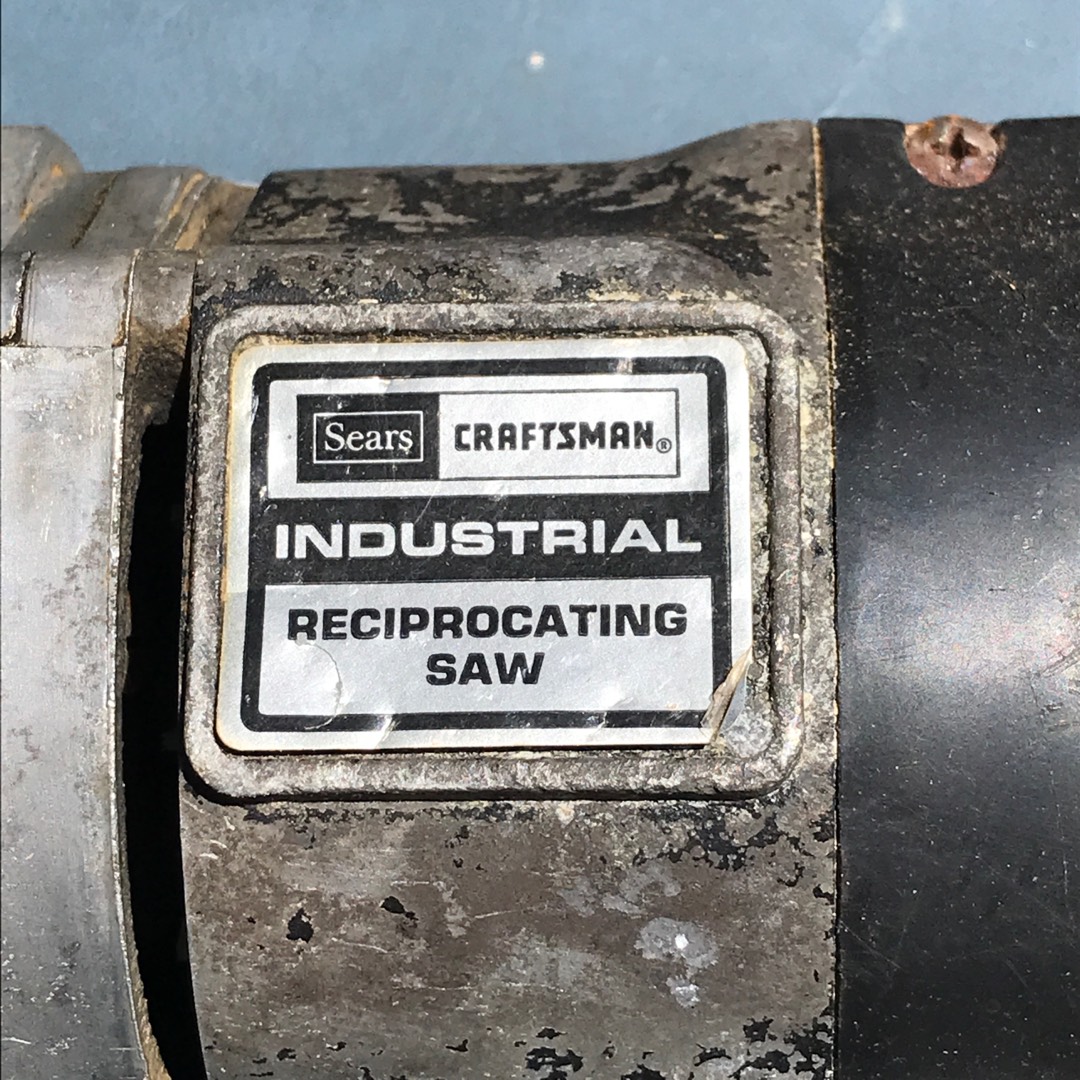 Sears CRAFTSMAN®
INDUSTRIAL
RECIPROCATING
SAW